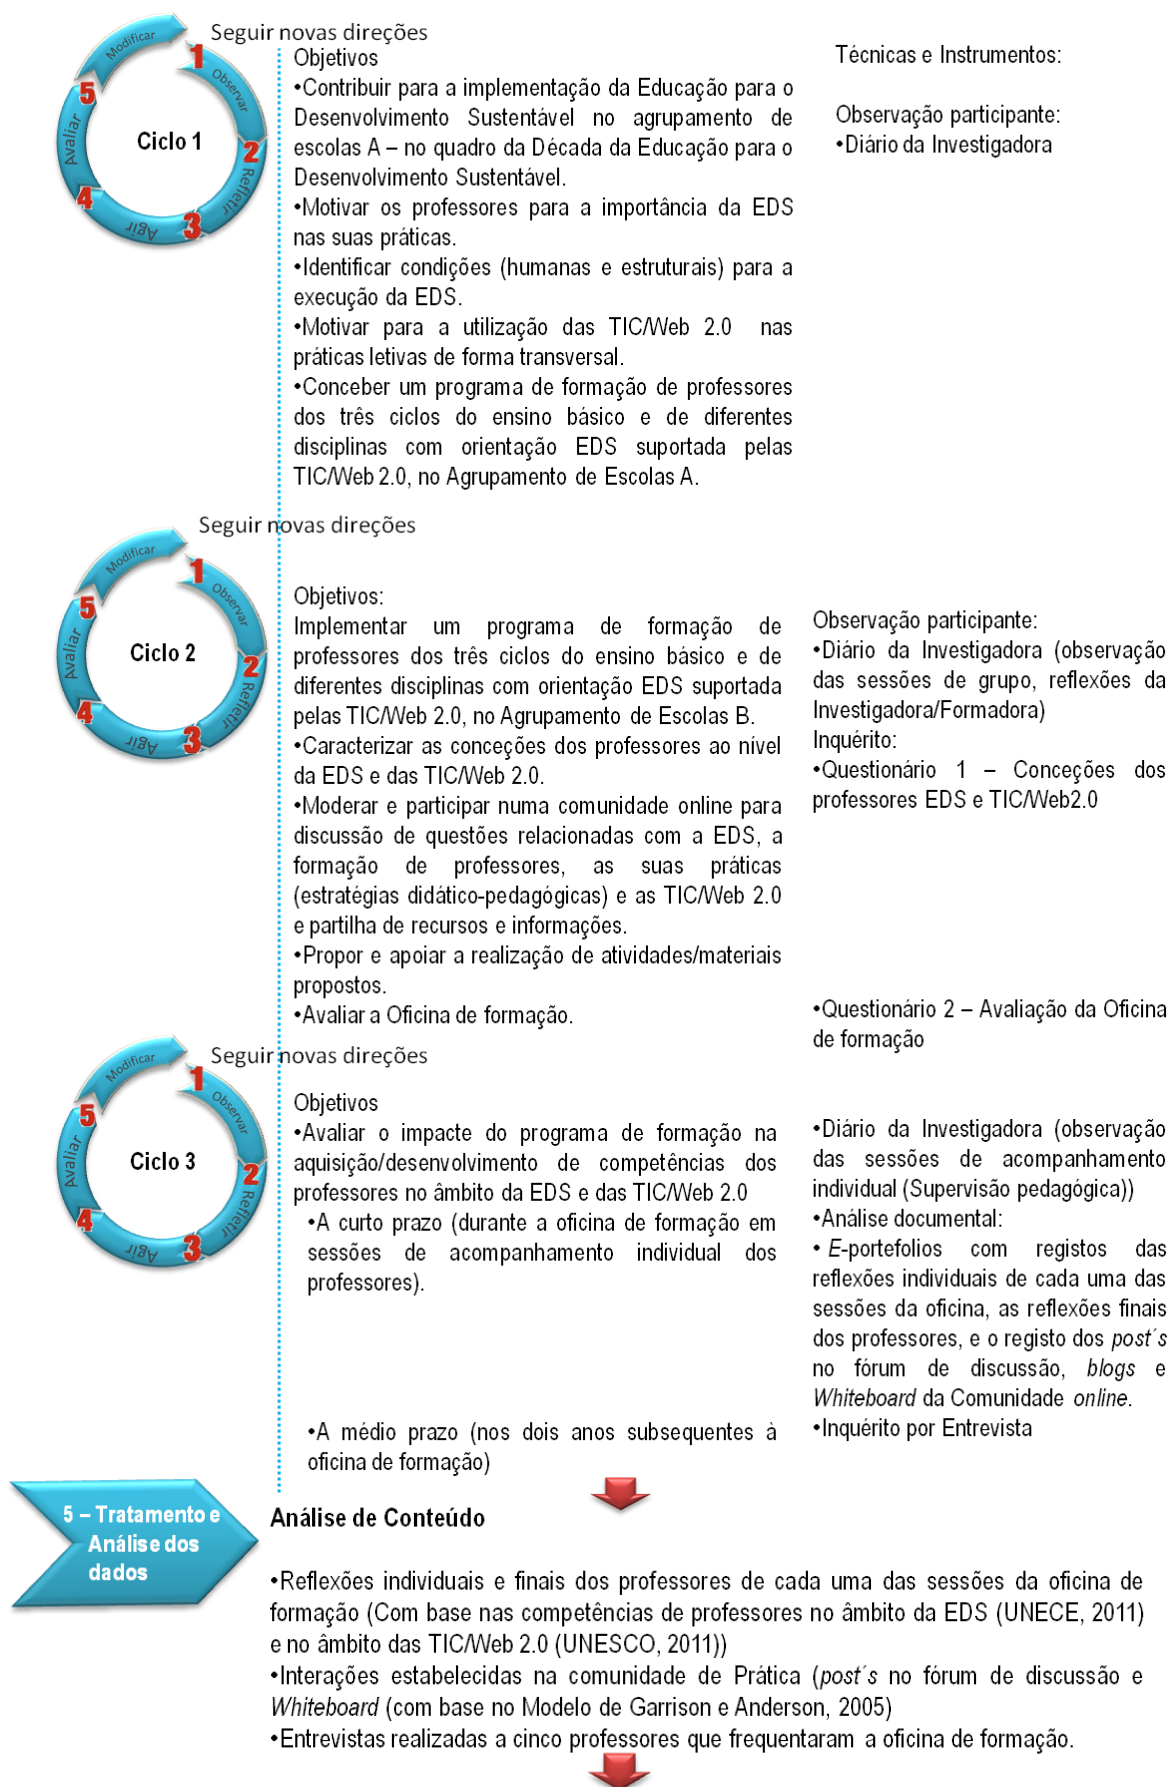 Seguir novas direções
Modificar
1
Observar
2
Refletir
3
Agir
4
Avaliar
5
Ciclo 1
Objetivos
•Contribuir para a implementação da Educação para o
Desenvolvimento Sustentável no agrupamento de
escolas A – no quadro da Década da Educação para o
Desenvolvimento Sustentável.
•Motivar os professores para a importância da EDS
nas suas práticas.
•Identificar condições (humanas e estruturais) para a
execução da EDS.
•Motivar para a utilização das TIC/Web 2.0 nas
práticas letivas de forma transversal.
•Conceber um programa de formação de professores
dos três ciclos do ensino básico e de diferentes
disciplinas com orientação EDS suportada pelas
TIC/Web 2.0, no Agrupamento de Escolas A.
Técnicas e Instrumentos:
Observação participante:
•Diário da Investigadora
Seguir novas direções
Modificar
1
Observar
2
Refletir
3
Agir
4
Avaliar
5
Ciclo 2
Objetivos:
Implementar um programa de formação de
professores dos três ciclos do ensino básico e de
diferentes disciplinas com orientação EDS suportada
pelas TIC/Web 2.0, no Agrupamento de Escolas B.
•Caracterizar as conceções dos professores ao nível
da EDS e das TIC/Web 2.0.
•Moderar e participar numa comunidade online para
discussão de questões relacionadas com a EDS, a
formação de professores, as suas práticas
(estratégias didático-pedagógicas) e as TIC/Web 2.0
e partilha de recursos e informações.
•Propor e apoiar a realização de atividades/materiais
propostos.
•Avaliar a Oficina de formação.
Observação participante:
•Diário da Investigadora (observação
das sessões de grupo, reflexões da
Investigadora/Formadora)
Inquérito:
•Questionário 1 – Conceções dos
professores EDS e TIC/Web2.0
•Questionário 2 – Avaliação da Oficina
de formação
Seguir novas direções
Modificar
1
Observar
2
Refletir
3
Agir
4
Avaliar
5
Ciclo 3
Objetivos
•Avaliar o impacte do programa de formação na
aquisição/desenvolvimento de competências dos
professores no âmbito da EDS e das TIC/Web 2.0
•A curto prazo (durante a oficina de formação em
sessões de acompanhamento individual dos
professores).
•A médio prazo (nos dois anos subsequentes à
oficina de formação)
•Diário da Investigadora (observação
das sessões de acompanhamento
individual (Supervisão pedagógica))
•Análise documental:
• E-portefolios com registos das
reflexões individuais de cada uma das
sessões da oficina, as reflexões finais
dos professores, e o registo dos post´s
no fórum de discussão, blogs e
Whiteboard da Comunidade online.
•Inquérito por Entrevista
5 – Tratamento e
Análise dos
dados
Análise de Conteúdo
•Reflexões individuais e finais dos professores de cada uma das sessões da oficina de
formação (Com base nas competências de professores no âmbito da EDS (UNECE, 2011)
e no âmbito das TIC/Web 2.0 (UNESCO, 2011))
•Interações estabelecidas na comunidade de Prática (post´s no fórum de discussão e
Whiteboard (com base no Modelo de Garrison e Anderson, 2005)
•Entrevistas realizadas a cinco professores que frequentaram a oficina de formação.